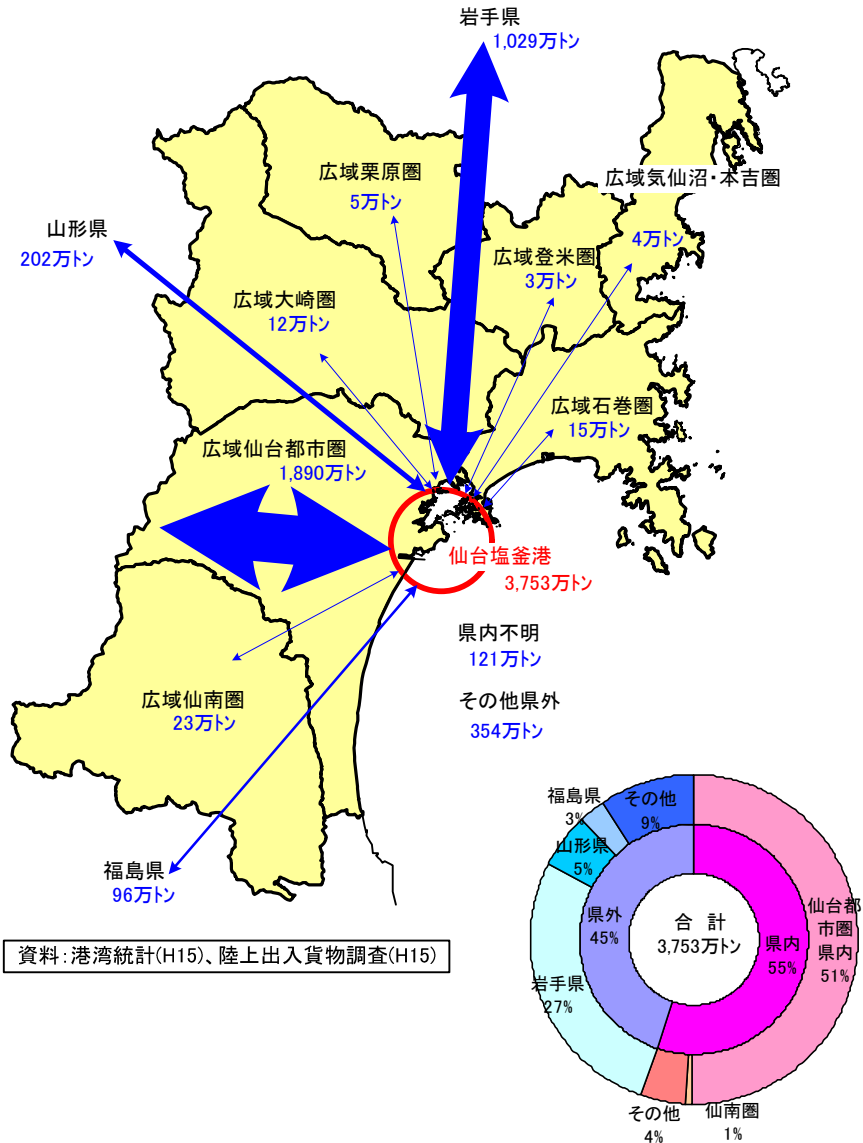 岩手県
1,029万トン
広域栗原圏
5万トン
広域気仙沼・本吉圏
4万トン
山形県
202万トン
広域登米圏
3万トン
広域大崎圏
12万トン
広域石巻圏
15万トン
広域仙台都市圏
1,890万トン
仙台塩釜港
3,753万トン
県内不明
121万トン
広域仙南圏
23万トン
その他県外
354万トン
福島県
96万トン
資料:港湾統計(H15)、陸上出入貨物調査(H15)
福島県
3%
その他
9%
山形県
5%
県外
45%
合 計
3,753万トン
県内
55%
仙台都
市圏
県内
51%
岩手県
27%
その他
4%
仙南圏
1%